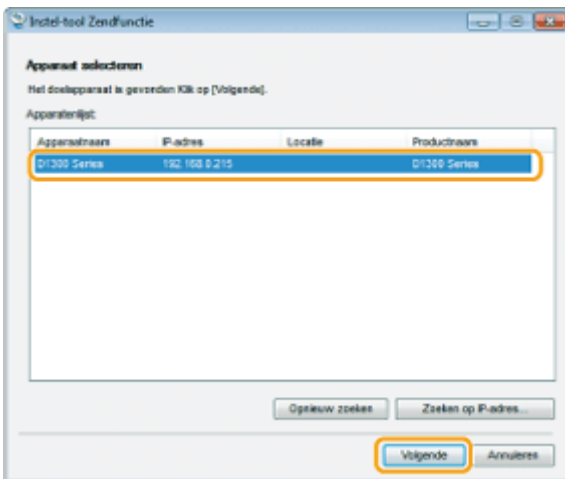 Instel-tool Zendfunctie
Apparaat selecteren
Het doelapparaat is gevonden Klik op [Volgende].
Apparatenlijst:
Apparaatnaam IP-adres Locatie Productnaam
D1300 Series 192.168.0.215 D1300 Series
Opnieuw zoeken Zoeken op IP-adres...
Volgende Annuleren